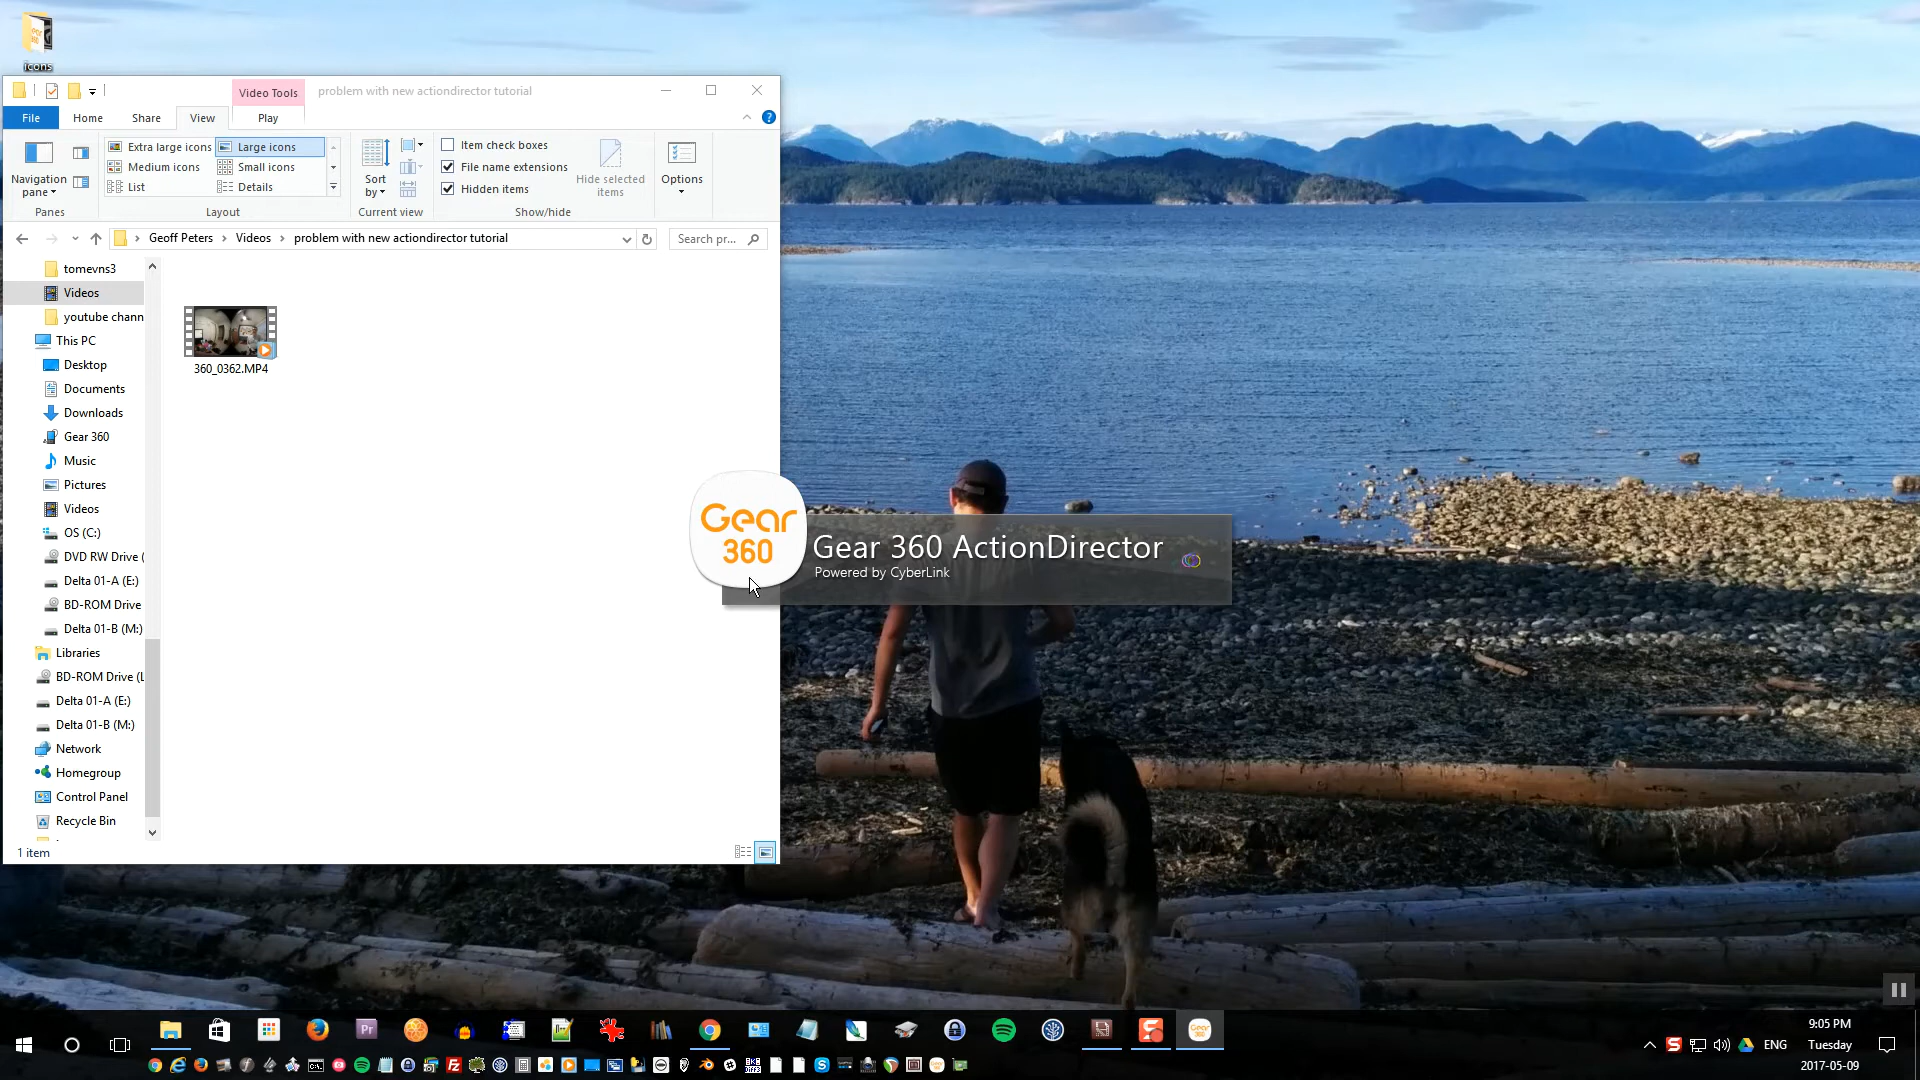 icons
Video Tools
problem with new actiondirector tutorial
File
Home
Share
View
Play
Navigation
pane
Extra large icons
Large icons
Medium icons
Small icons
List
Details
Sort
by
Item check boxes
File name extensions
Hidden items
Hide selected
items
Options
Panes
Layout
Current view
Show/hide
Geoff Peters
Videos
problem with new actiondirector tutorial
Search pr...
tomevns3
Videos
youtube chann
This PC
Desktop
Documents
Downloads
Gear 360
Music
Pictures
Videos
OS (C:)
DVD RW Drive (
Delta 01-A (E:)
BD-ROM Drive
Delta 01-B (M:)
Libraries
BD-ROM Drive (L
Delta 01-A (E:)
Delta 01-B (M:)
Network
Homegroup
Control Panel
Recycle Bin
360_0362.MP4
1 item
Gear
360
Gear 360 ActionDirector
Powered by CyberLink
Pr
ENG
9:05 PM
Tuesday
2017-05-09